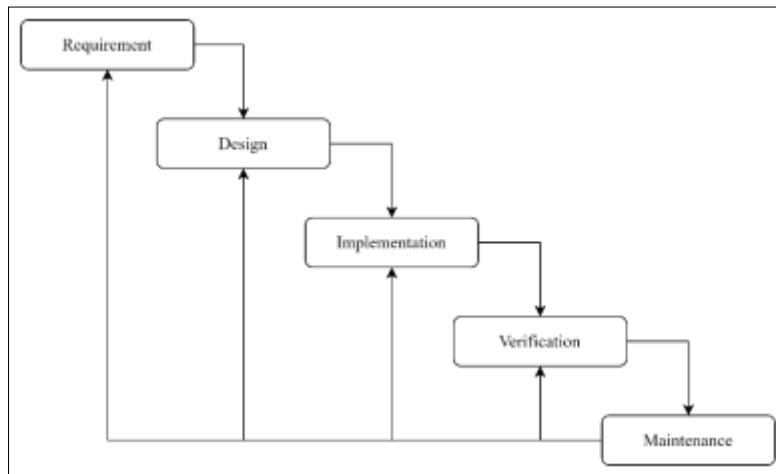 Requirement
Design
Implementation
Verification
Maintenance